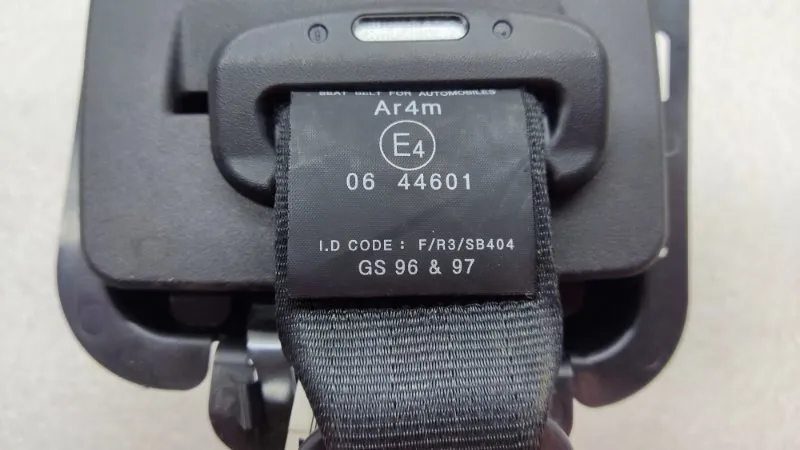 SEAT BELT FOR AUTOMOBILES
Ar4m
E4
06 44601
I.D CODE : F/R3/SB404
GS 96 & 97